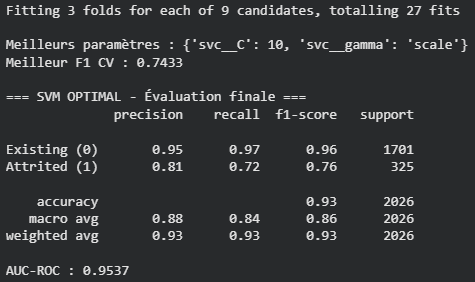 Fitting 3 folds for each of 9 candidates, totalling 27 fits
Meilleurs paramètres : {'svc__C': 10, 'svc__gamma': 'scale'}
Meilleur F1 CV : 0.7433
=== SVM OPTIMAL - Évaluation finale ===
precision recall f1-score support
Existing (0) 0.95 0.97 0.96 1701
Attrited (1) 0.81 0.72 0.76 325
accuracy 0.93 2026
macro avg 0.88 0.84 0.86 2026
weighted avg 0.93 0.93 0.93 2026
AUC-ROC : 0.9537